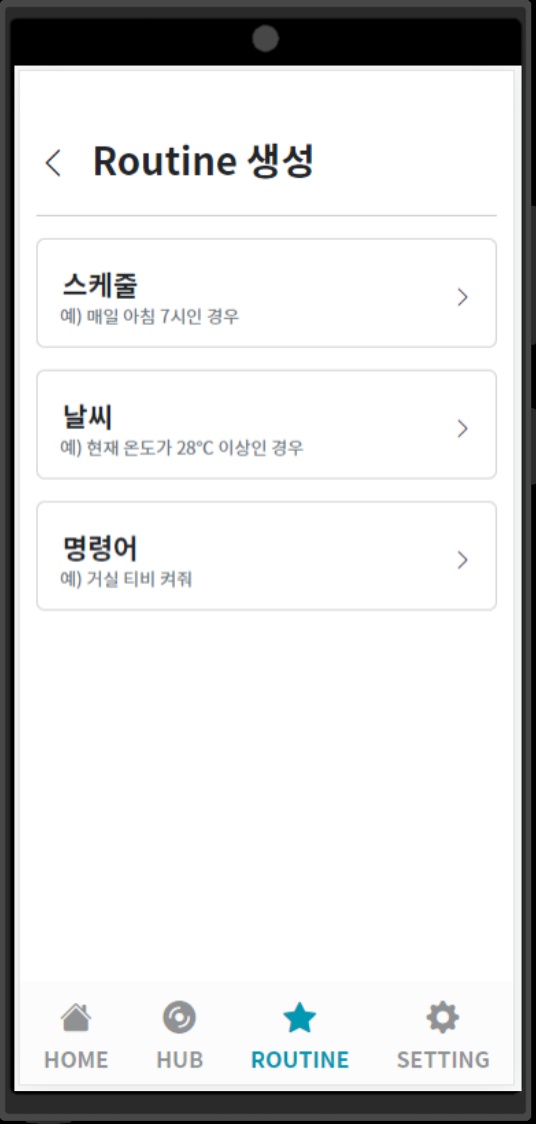 Routine 생성
스케줄
예) 매일 아침 7시인 경우
날씨
예) 현재 온도가 28℃ 이상인 경우
명령어
예) 거실 티비 켜줘
HOME HUB ROUTINE SETTING